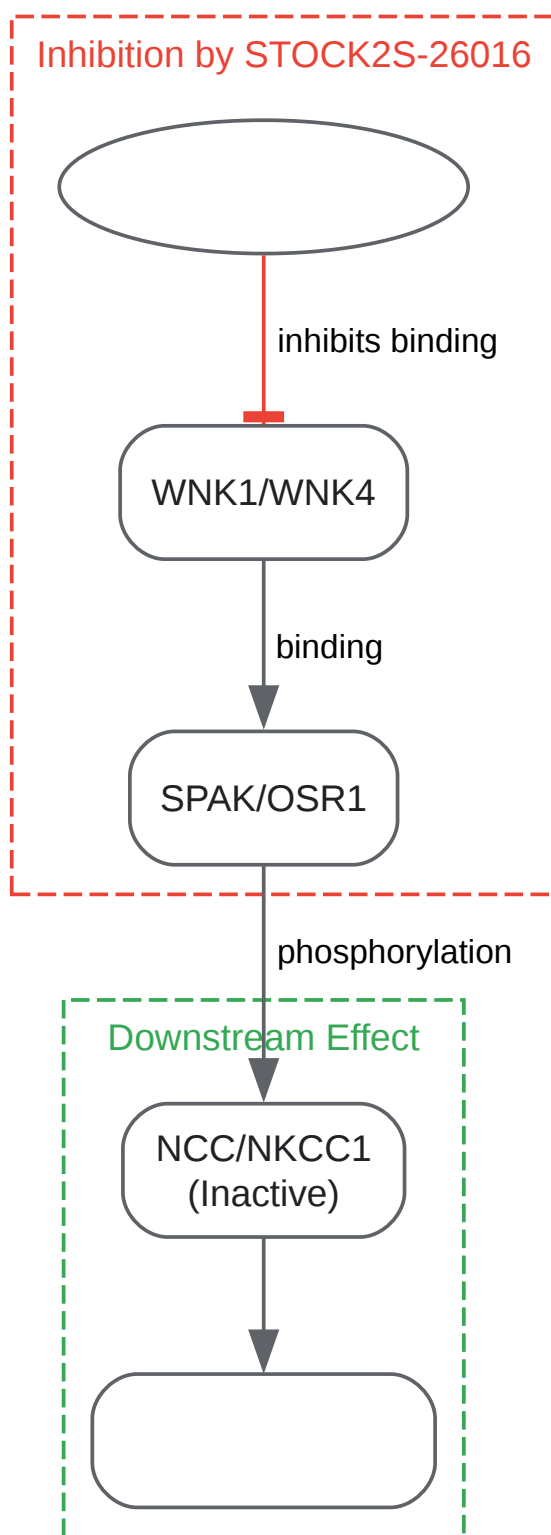 Inhibition by STOCK2S-26016
inhibits binding
WNK1/WNK4
binding
SPAK/OSR1
phosphorylation
Downstream Effect
NCC/NKCC1
(Inactive)